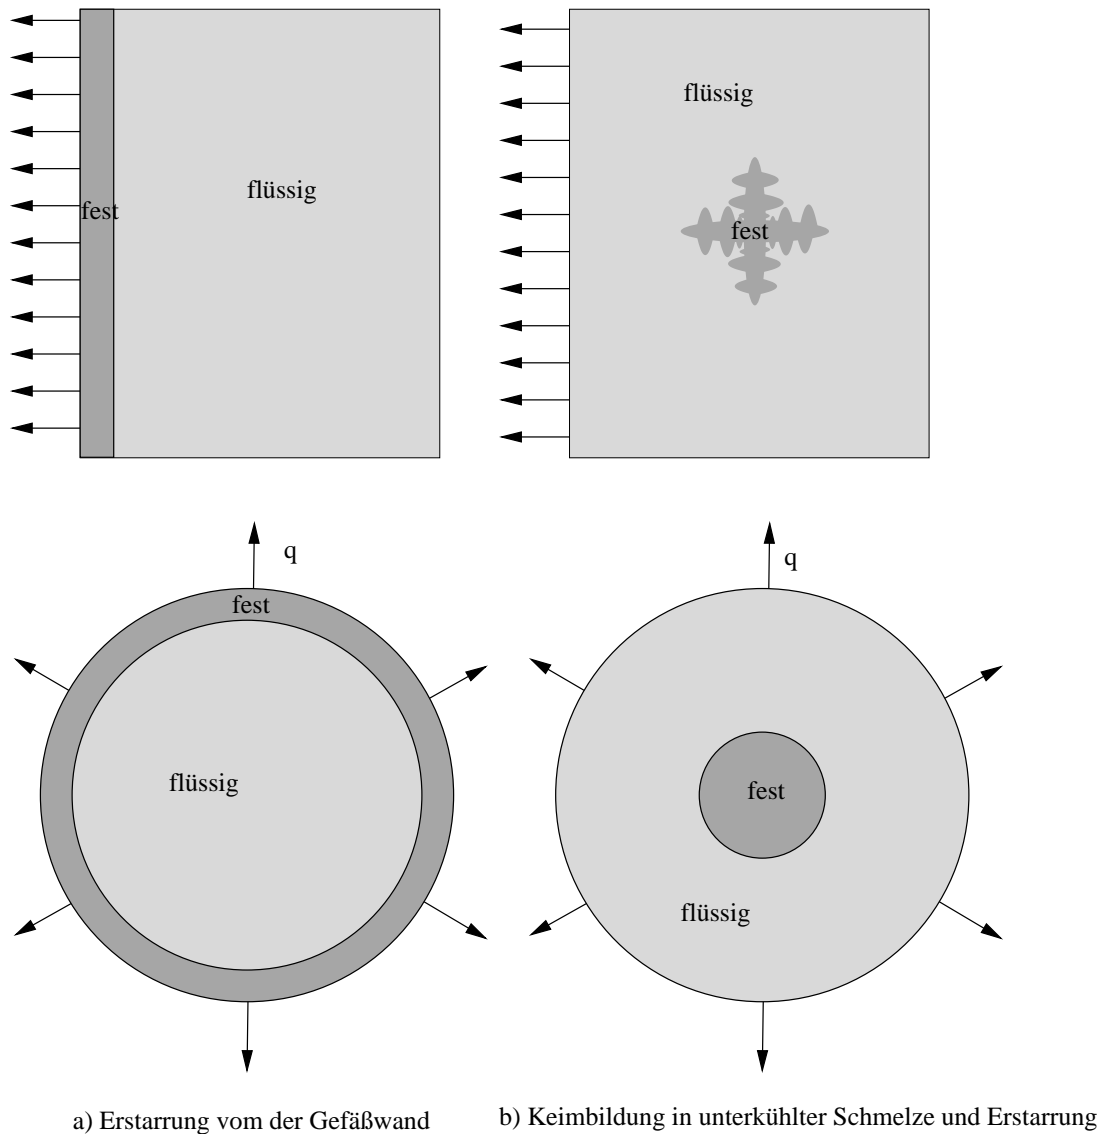 flüssig
flüssig
fest
fest
q
q
fest
flüssig
fest
flüssig
a) Erstarrung vom der Gefäßwand
b) Keimbildung in unterkühlter Schmelze und Erstarrung